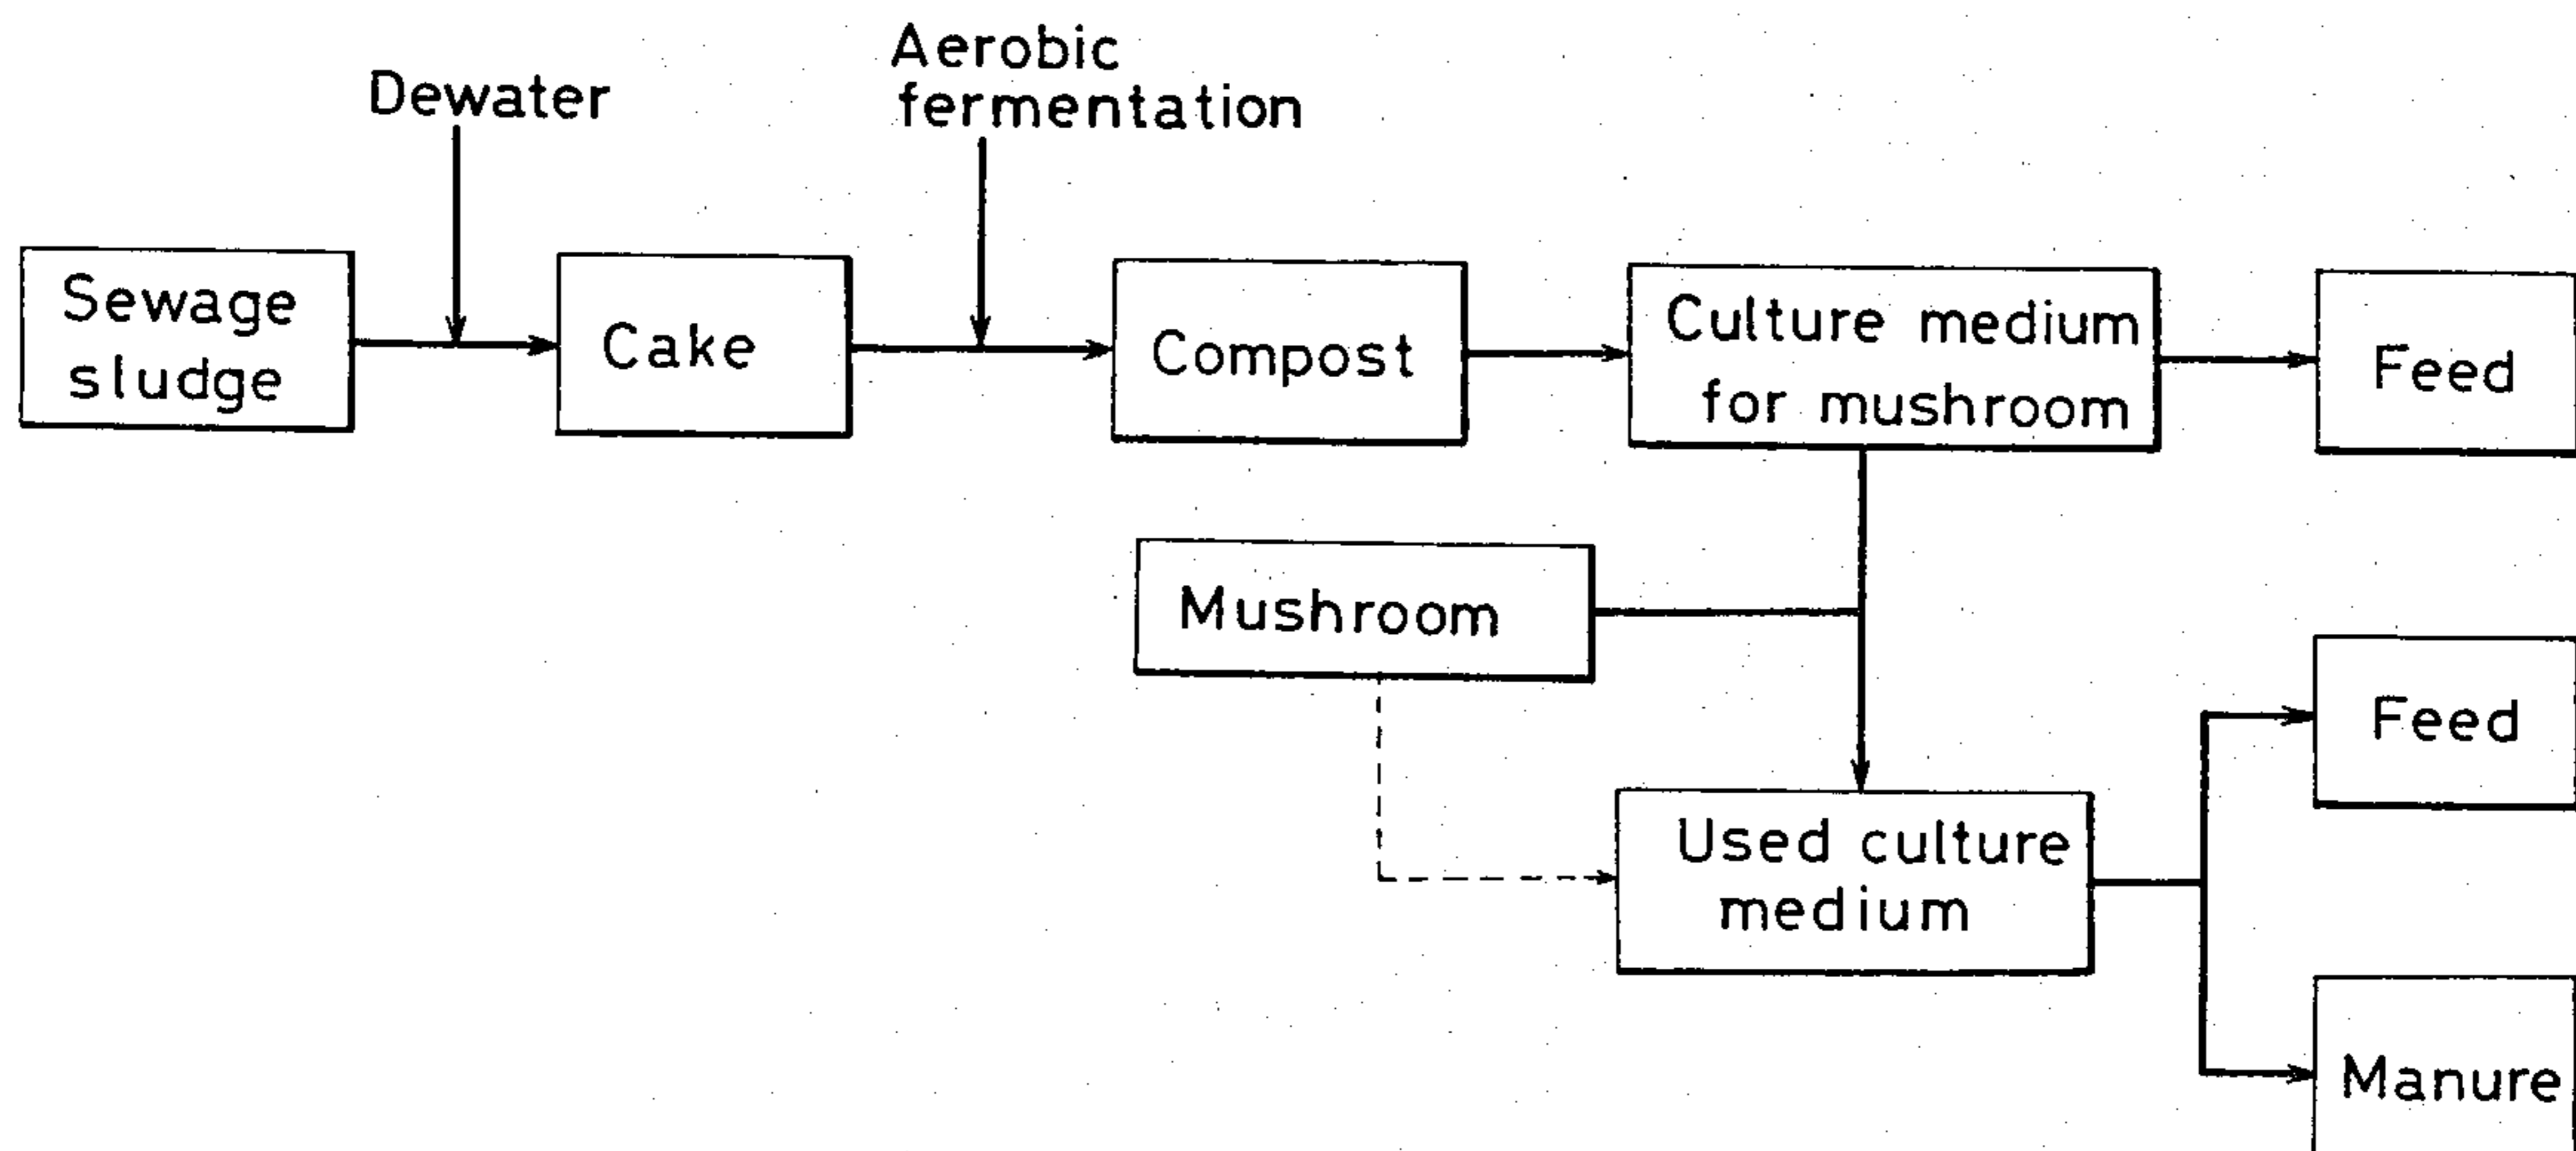 Dewater
Aerobic
fermentation
Sewage
sludge
Cake
Compost
Culture medium
for mushroom
Feed
Mushroom
Feed
Used culture
medium
Manure